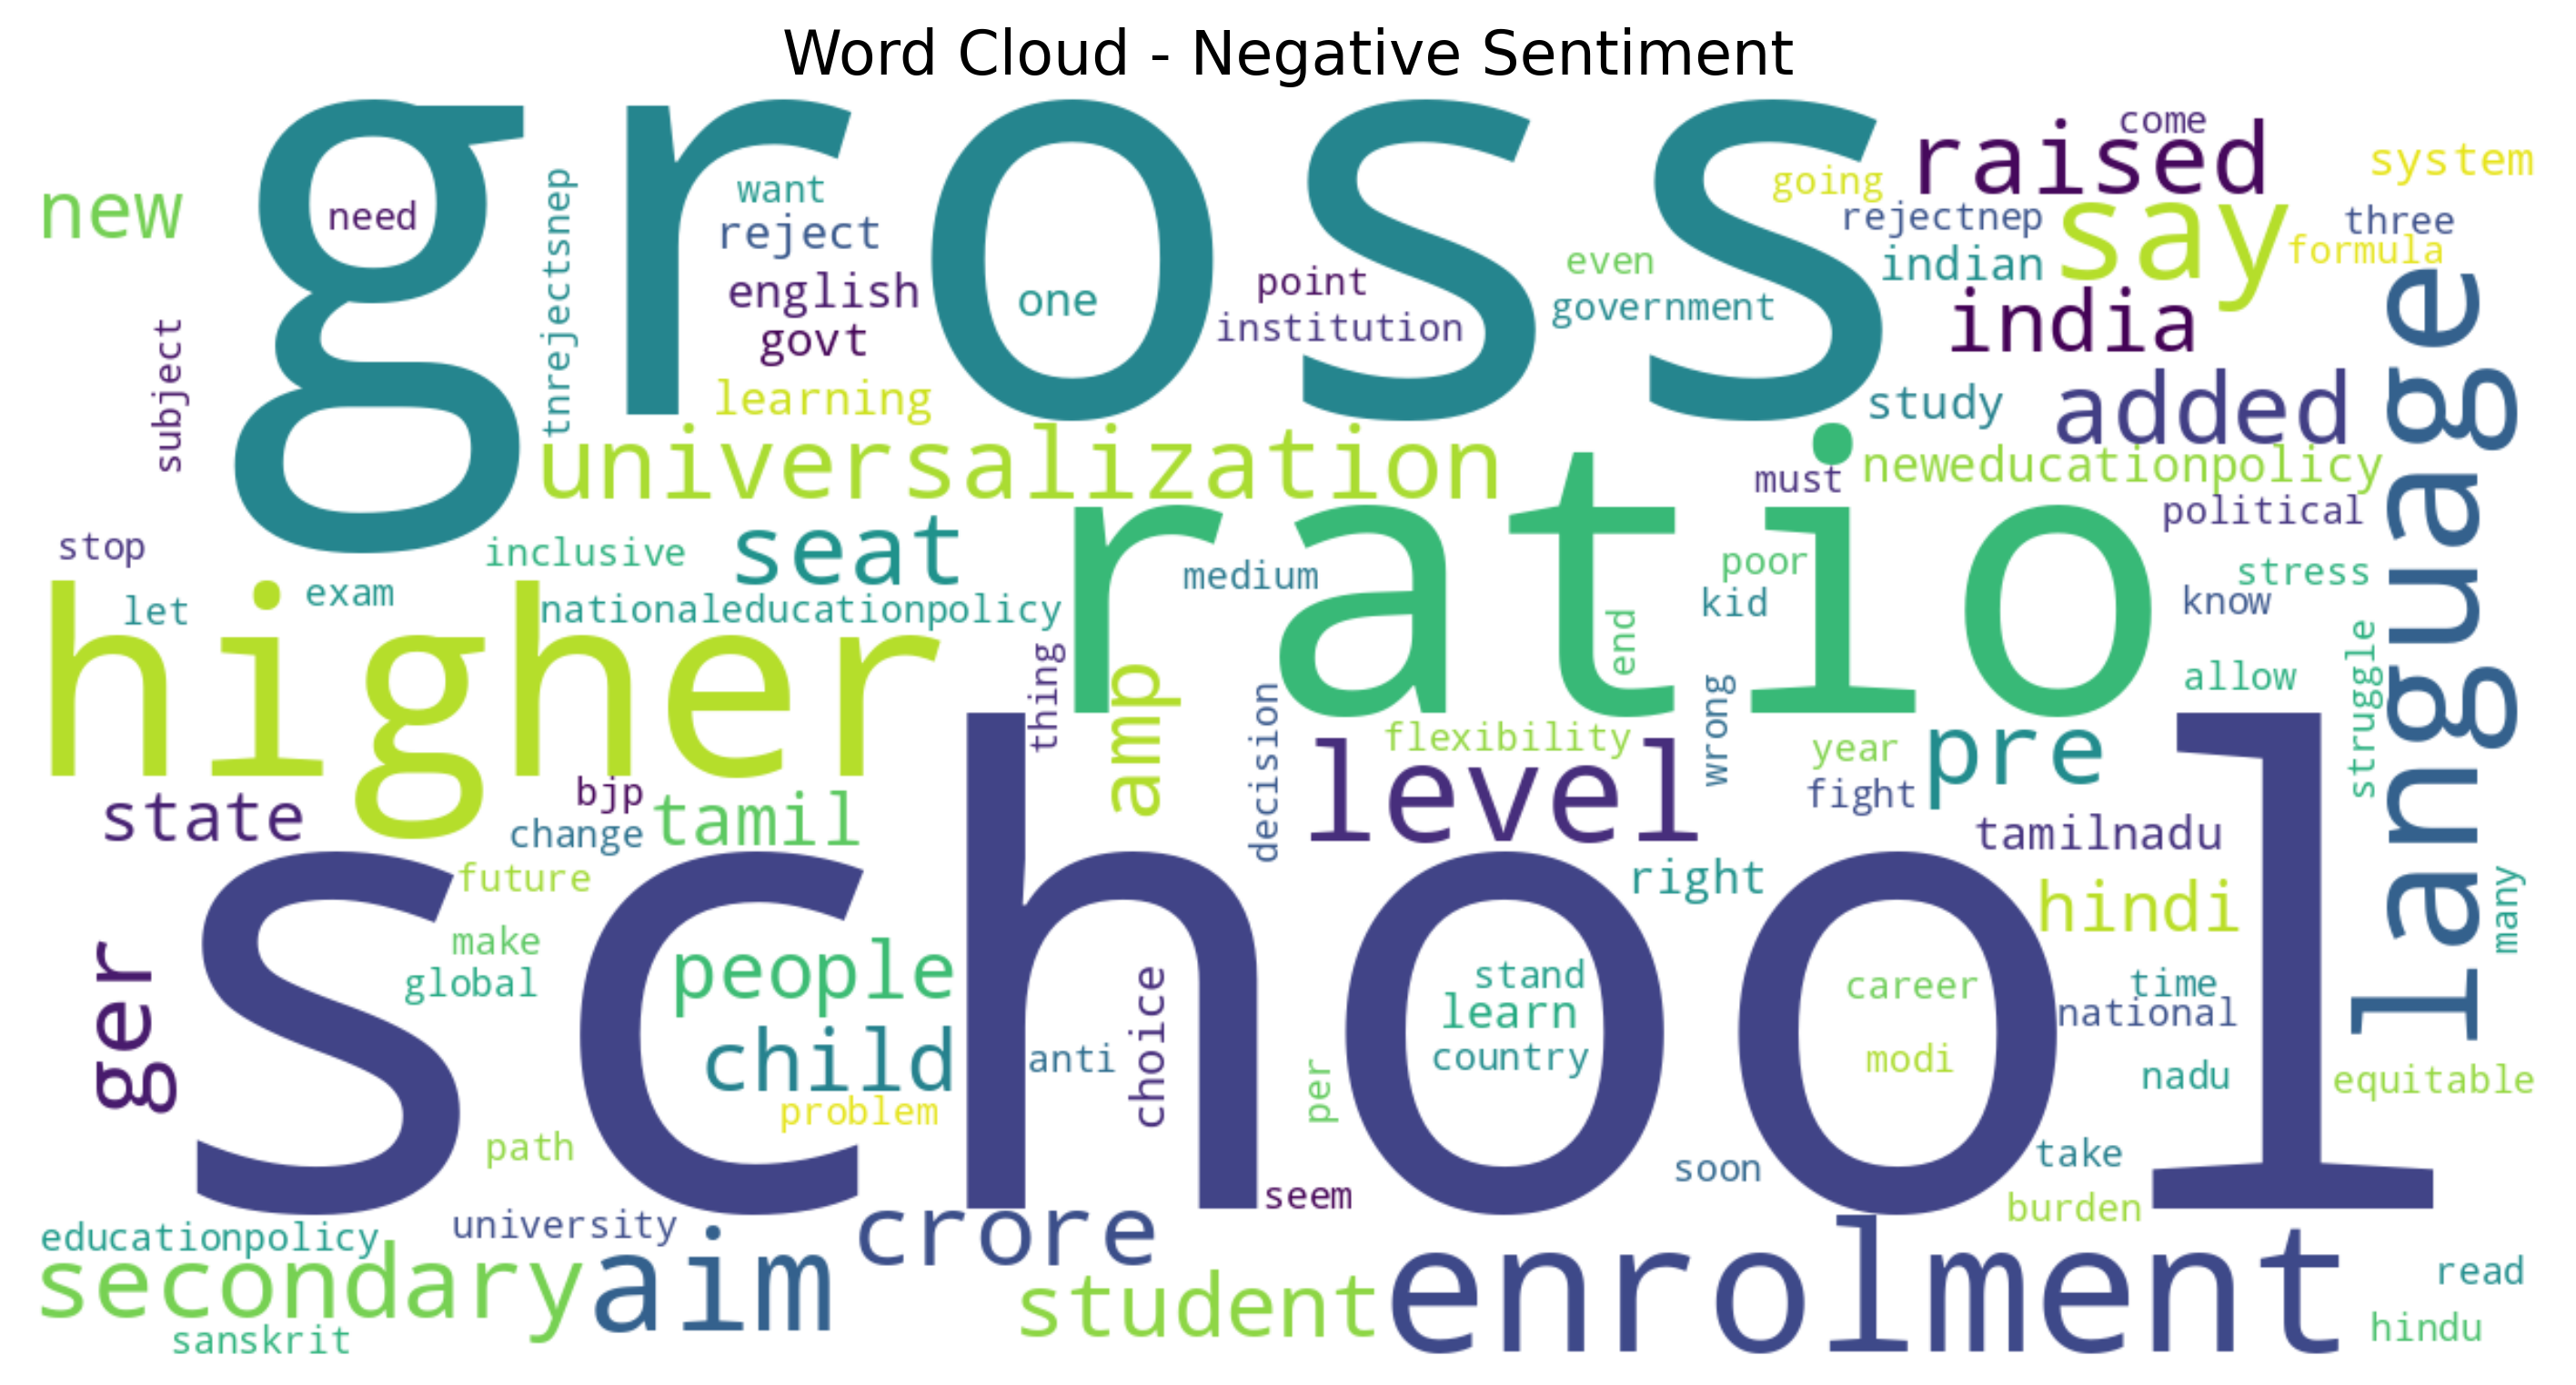 Word Cloud - Negative Sentiment
gross
school
ratio
higher
language
enrolment
universalization
level
say
raised
added
india
new
need
want
reject
english
govt
learning
tnrejectsnep
subject
one
point
institution
even
government
going
come
system
rejectnep
three
formula
indian
study
neweducationpolicy
must
political
seat
inclusive
nationaleducationpolicy
medium
poor
kid
end
stress
know
allow
struggle
stop
let
exam
thing
amp
decision
flexibility
wrong
year
fight
pre
tamilnadu
state
bjp
change
tamil
future
make
global
people
child
problem
anti
choice
right
hindi
many
stand
learn
country
career
modi
time
national
nadu
equitable
ger
path
per
seem
soon
take
burden
educationpolicy
university
crore
secondary
aim
student
sanskrit
read
hindu